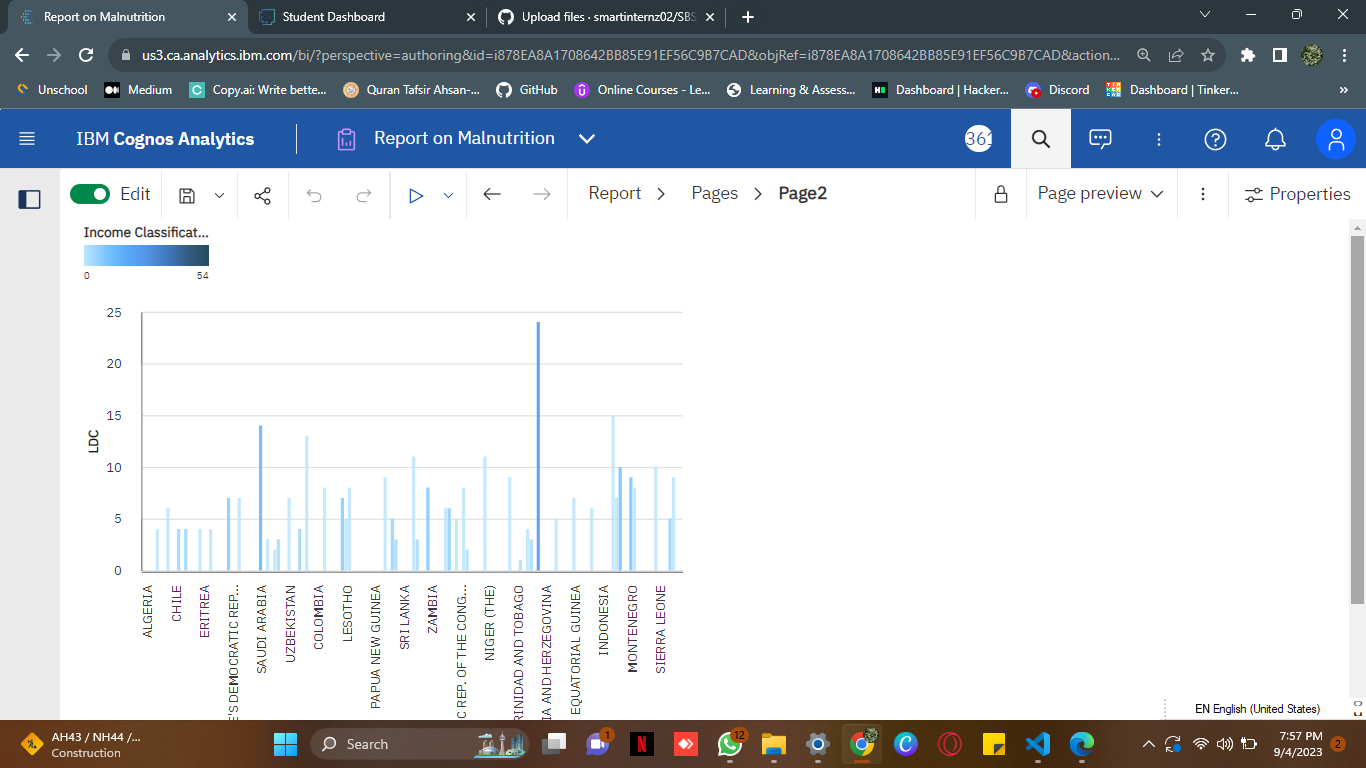 Report on Malnutrition
Student Dashboard
Upload files · smartinternz02/SBS
us3.ca.analytics.ibm.com/bi/?perspective=authoring&id=i878EA8A1708642BB85E91EF56C9B7CAD&objRef=i878EA8A1708642BB85E91EF56C9B7CAD&action...
Unschool
Medium
Copy.ai: Write bette...
Quran Tafsir Ahsan-...
GitHub
Online Courses - Le...
Learning & Assess...
Dashboard | Hacker...
Discord
Dashboard | Tinker...
»
IBM Cognos Analytics
Report on Malnutrition
361
Edit
Report
Pages
Page2
Page preview
Properties
Income Classificat...
0
54
25
20
15
10
5
0
LDC
ALGERIA
CHILE
ERITREA
E'S DEMOCRATIC REP...
SAUDI ARABIA
UZBEKISTAN
COLOMBIA
LESOTHO
PAPUA NEW GUINEA
SRI LANKA
ZAMBIA
C REP. OF THE CONG...
NIGER (THE)
RINIDAD AND TOBAGO
IA AND HERZEGOVINA
EQUATORIAL GUINEA
INDONESIA
MONTENEGRO
SIERRA LEONE
EN English (United States)
AH43 / NH44 /...
Construction
Search
1
12
7:57 PM
9/4/2023
2